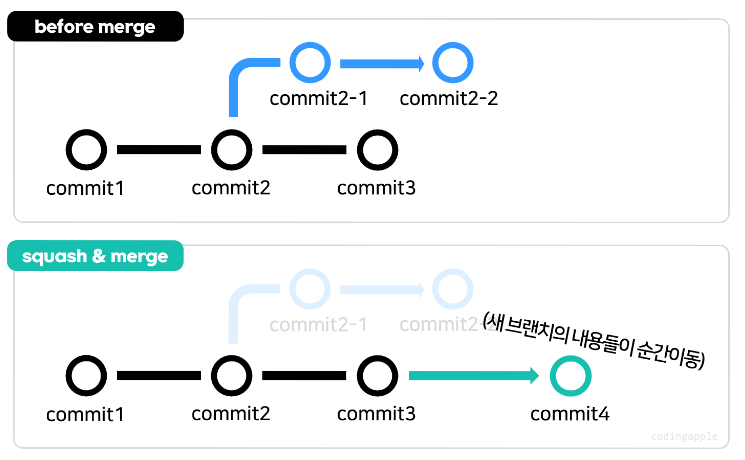 before merge
commit2-1 commit2-2
commit1 commit2 commit3
squash & merge
commit2-1 commit2-2
(새 브랜치의 내용들이 순간이동)
commit1 commit2 commit3 commit4
codingapple